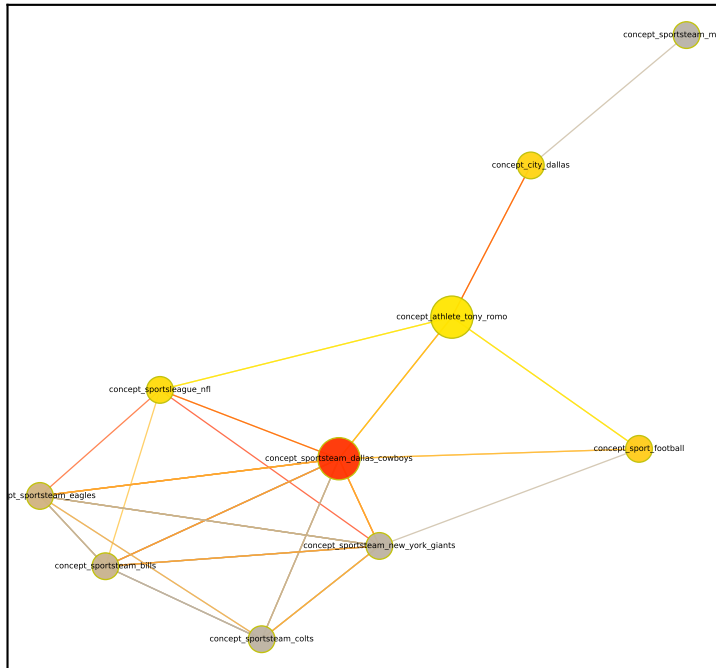 concept_sportsteam_m
concept_city_dallas
concept_athlete_tony_romo
concept_sportsleague_nfl
concept_sport_football
concept_sportsteam_dallas_cowboys
pt_sportsteam_eagles
concept_sportsteam_new_york_giants
concept_sportsteam_bills
concept_sportsteam_colts